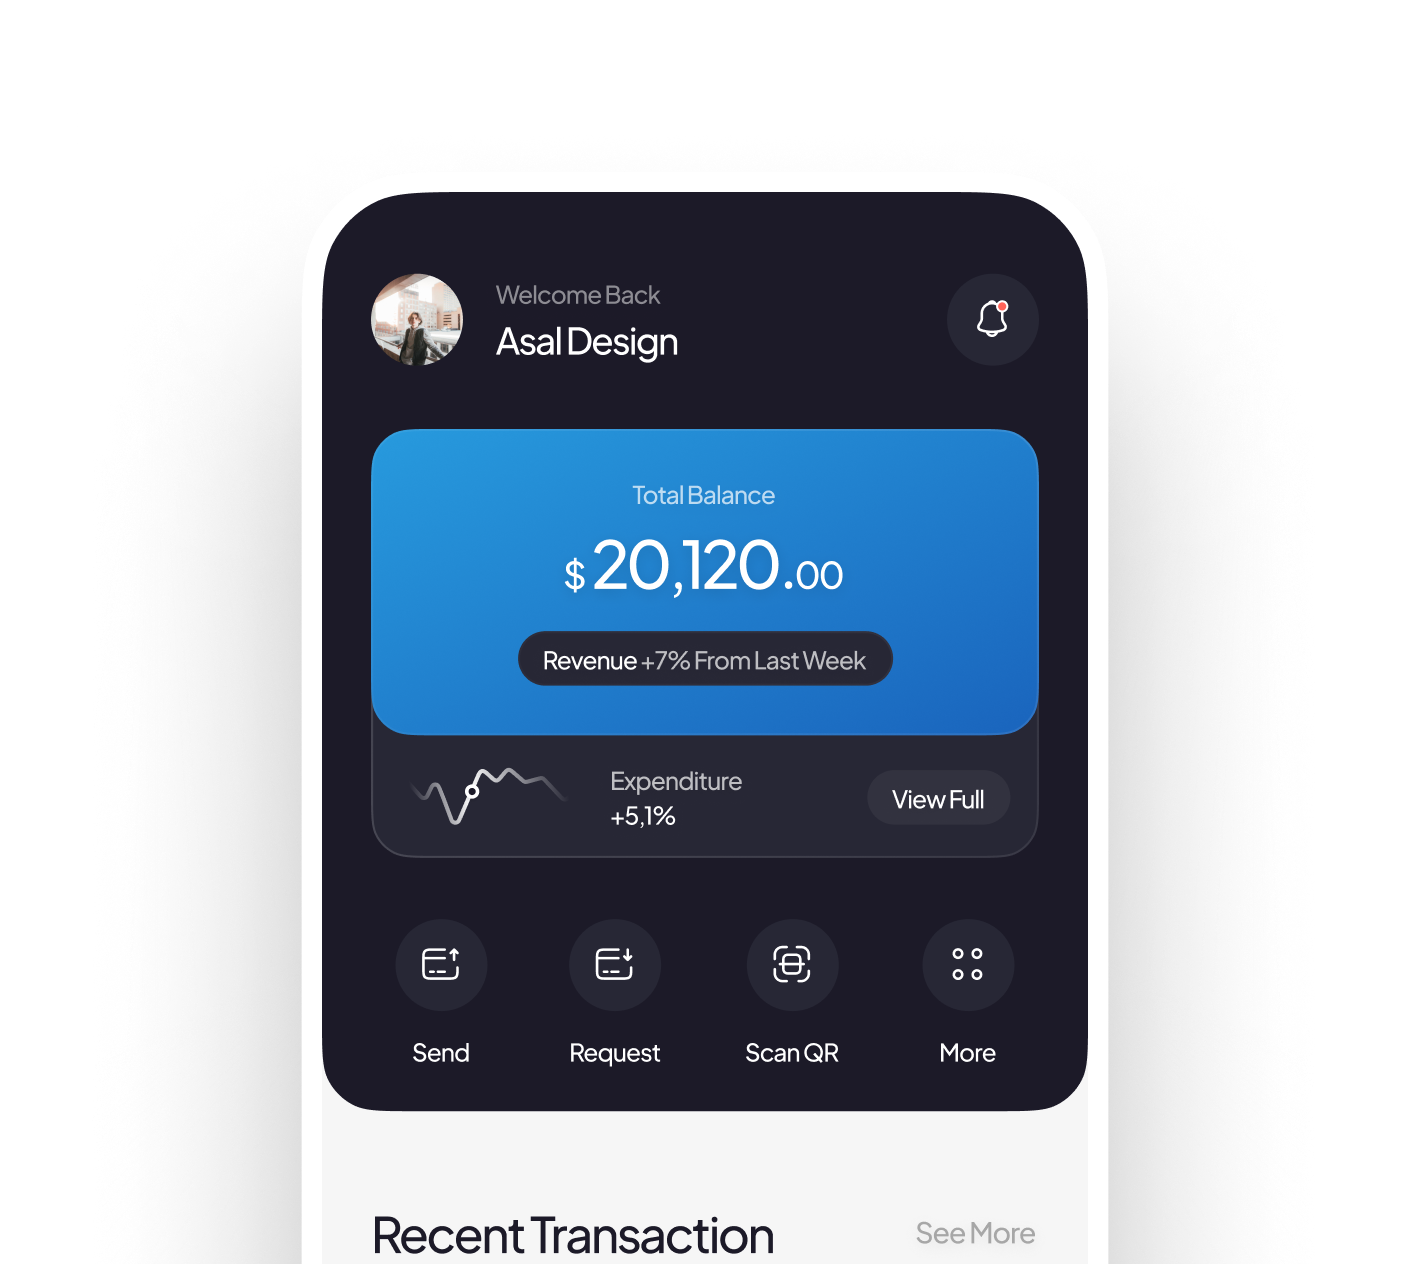 Welcome Back
Asal Design
Total Balance
$20,120.00
Revenue +7% From Last Week
Expenditure
+5,1%
View Full
Send
Request
Scan QR
More
Recent Transaction
See More